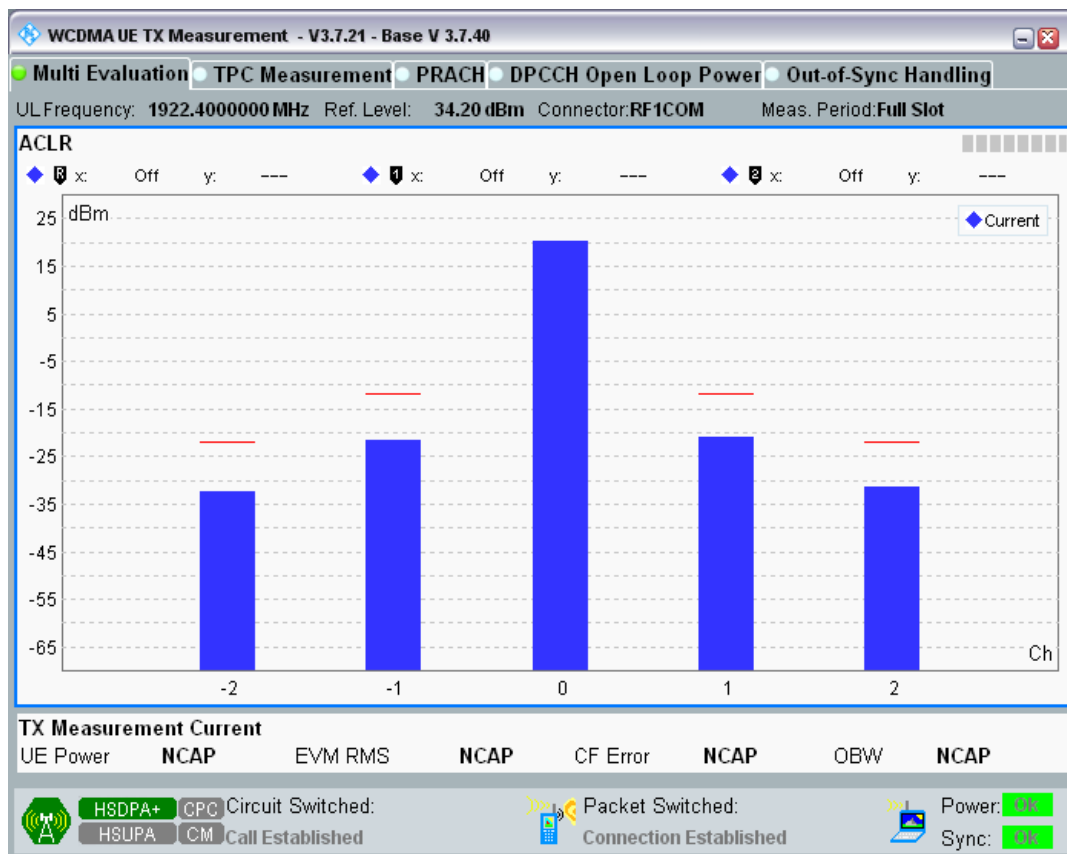 WCDMA UE TX Measurement - V3.7.21 - Base V 3.7.40
Multi Evaluation TPC Measurement PRACH DPCCH Open Loop Power Out-of-Sync Handling
UL Frequency: 1922.4000000 MHz Ref. Level: 34.20 dBm Connector:RF1COM Meas. Period:Full Slot
ACLR
R x: Off y: --- 1 x: Off y: --- 2 x: Off y: ---
dBm
Current
25
15
5
-5
-15
-25
-35
-45
-55
-65
Ch
-2 -1 0 1 2
TX Measurement Current
UE Power NCAP EVM RMS NCAP CF Error NCAP OBW NCAP
HSDPA+ CPC Circuit Switched: Packet Switched: Power: Ok
HSUPA CM Call Established Connection Established Sync: Ok